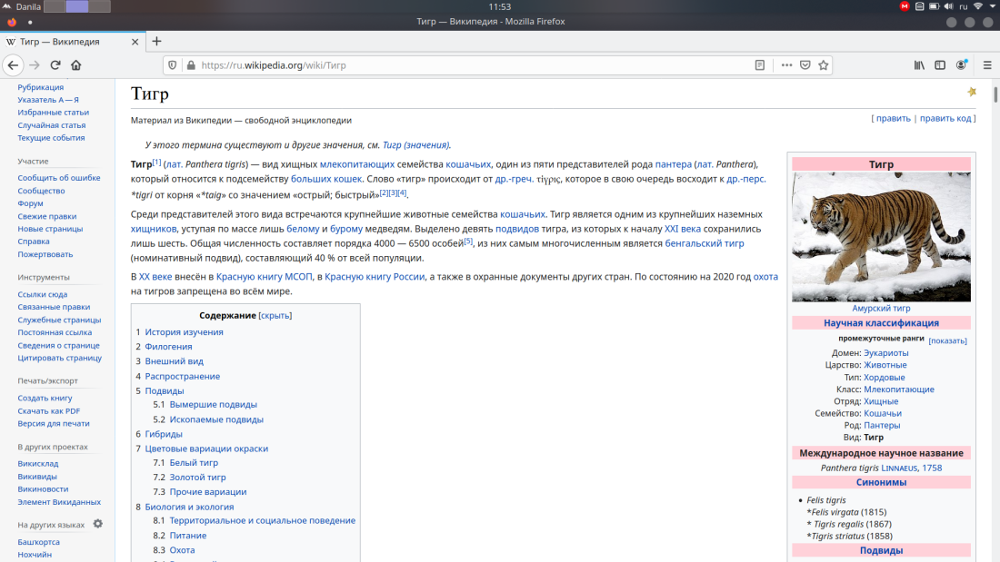 Danila
11:53
ru
Тигр — Википедия - Mozilla Firefox
W Тигр — Википедия
https://ru.wikipedia.org/wiki/Тигр
Рубрикация
Указатель А — Я
Избранные статьи
Случайная статья
Текущие события
Участие
Сообщить об ошибке
Сообщество
Форум
Свежие правки
Новые страницы
Справка
Пожертвовать
Инструменты
Ссылки сюда
Связанные правки
Служебные страницы
Постоянная ссылка
Сведения о странице
Цитировать страницу
Печать/экспорт
Создать книгу
Скачать как PDF
Версия для печати
В других проектах
Викисклад
Викивиды
Викиновости
Элемент Викиданных
На других языках
Башҡортса
Нохчийн
Тигр
Материал из Википедии — свободной энциклопедии
[ править | править код ]
У этого термина существуют и другие значения, см. Тигр (значения).
Тигр[1] (лат. Panthera tigris) — вид хищных млекопитающих семейства кошачьих, один из пяти представителей рода пантера (лат. Panthera),
который относится к подсемейству больших кошек. Слово «тигр» происходит от др.-греч. τίγρις, которое в свою очередь восходит к др.-перс.
*tigri от корня «*taig» со значением «острый; быстрый»[2][3][4].
Среди представителей этого вида встречаются крупнейшие животные семейства кошачьих. Тигр является одним из крупнейших наземных
хищников, уступая по массе лишь белому и бурому медведям. Выделено девять подвидов тигра, из которых к началу XXI века сохранились
лишь шесть. Общая численность составляет порядка 4000 — 6500 особей[5], из них самым многочисленным является бенгальский тигр
(номинативный подвид), составляющий 40 % от всей популяции.
В XX веке внесён в Красную книгу МСОП, в Красную книгу России, а также в охранные документы других стран. По состоянию на 2020 год охота
на тигров запрещена во всём мире.
Содержание [скрыть]
1 История изучения
2 Филогения
3 Внешний вид
4 Распространение
5 Подвиды
5.1 Вымершие подвиды
5.2 Ископаемые подвиды
6 Гибриды
7 Цветовые вариации окраски
7.1 Белый тигр
7.2 Золотой тигр
7.3 Прочие вариации
8 Биология и экология
8.1 Территориальное и социальное поведение
8.2 Питание
8.3 Охота
Тигр
Амурский тигр
Научная классификация
промежуточные ранги [показать]
Домен: Эукариоты
Царство: Животные
Тип: Хордовые
Класс: Млекопитающие
Отряд: Хищные
Семейство: Кошачьи
Род: Пантеры
Вид: Тигр
Международное научное название
Panthera tigris Linnaeus, 1758
Синонимы
• Felis tigris
*Felis virgata (1815)
* Tigris regalis (1867)
*Tigris striatus (1858)
Подвиды